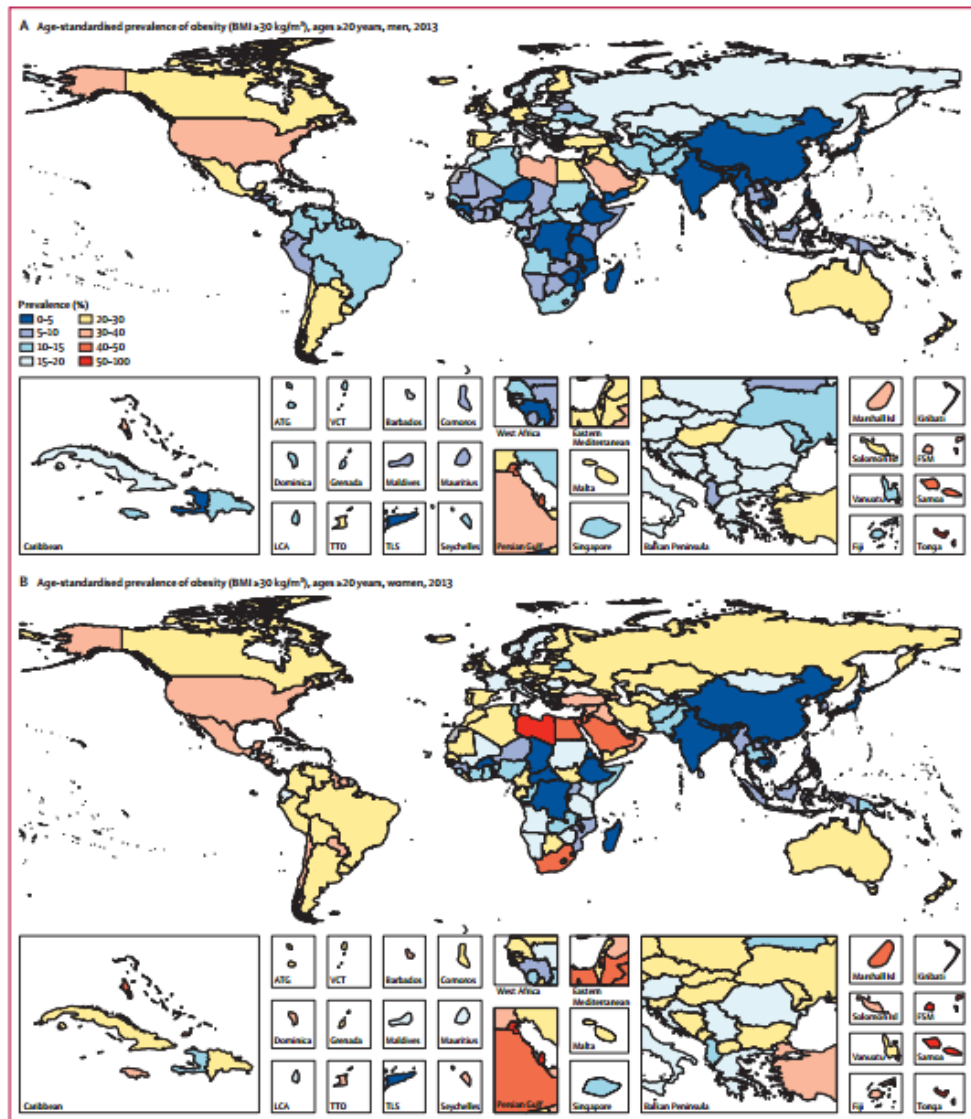 A Age-standardised prevalence of obesity (BMI ≥30 kg/m²), ages ≥20 years, men, 2013
Prevalence (%)
0–5 20–30
5–10 30–40
10–15 40–50
15–20 50–100
Caribbean
ATG VCT Barbados Comoros
Dominica Grenada Maldives Mauritius
LCA TTO TLS Seychelles
West Africa Eastern Mediterranean
Persian Gulf Malta
Singapore
Balkan Peninsula
Marshall Isl Kiribati
Solomon Isl FSM
Vanuatu Samoa
Fiji Tonga
B Age-standardised prevalence of obesity (BMI ≥30 kg/m²), ages ≥20 years, women, 2013
Caribbean
ATG VCT Barbados Comoros
Dominica Grenada Maldives Mauritius
LCA TTO TLS Seychelles
West Africa Eastern Mediterranean
Persian Gulf Malta
Singapore
Balkan Peninsula
Marshall Isl Kiribati
Solomon Isl FSM
Vanuatu Samoa
Fiji Tonga